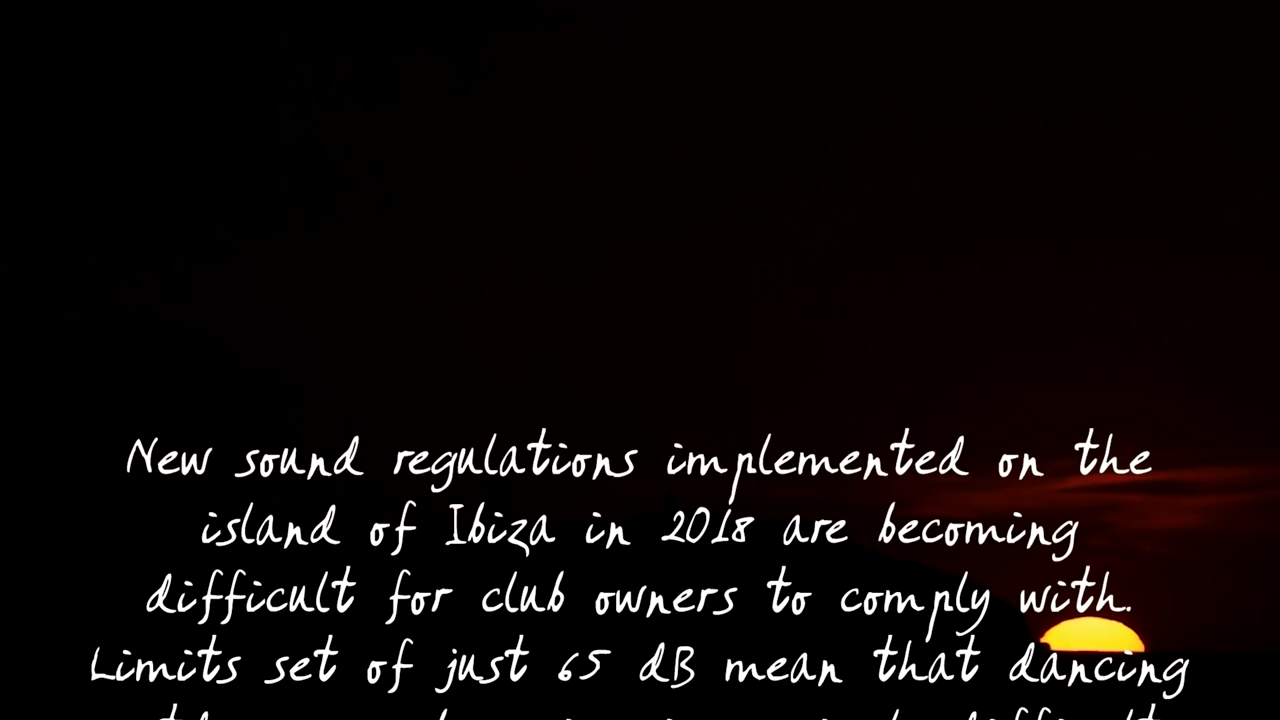 New sound regulations implemented on the
island of Ibiza in 2018 are becoming
difficult for club owners to comply with.
Limits set of just 65 dB mean that dancing